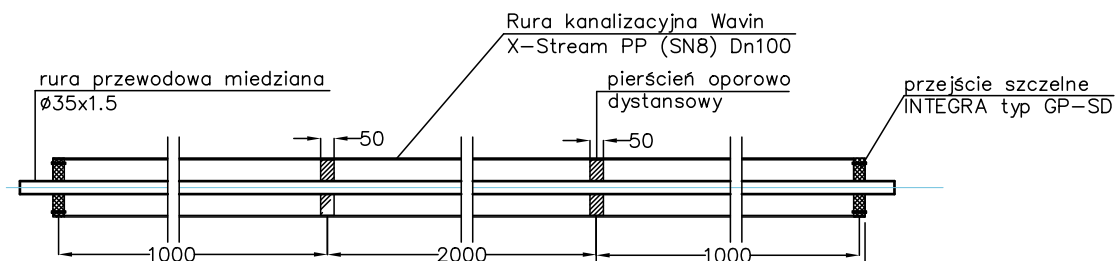 Rura kanalizacyjna Wavin
X-Stream PP (SN8) Dn100
rura przewodowa miedziana
ø35x1.5
pierścień oporowo
dystansowy
przejście szczelne
INTEGRA typ GP-SD
50
50
1000
2000
1000